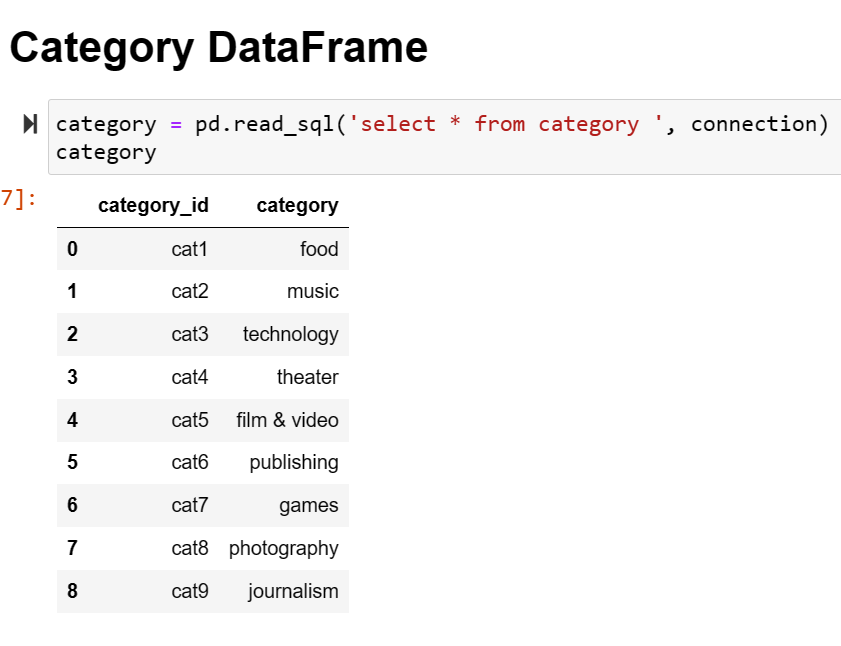 Category DataFrame
category = pd.read_sql('select * from category ', connection)
category
7]:
category_id category
0 cat1 food
1 cat2 music
2 cat3 technology
3 cat4 theater
4 cat5 film & video
5 cat6 publishing
6 cat7 games
7 cat8 photography
8 cat9 journalism